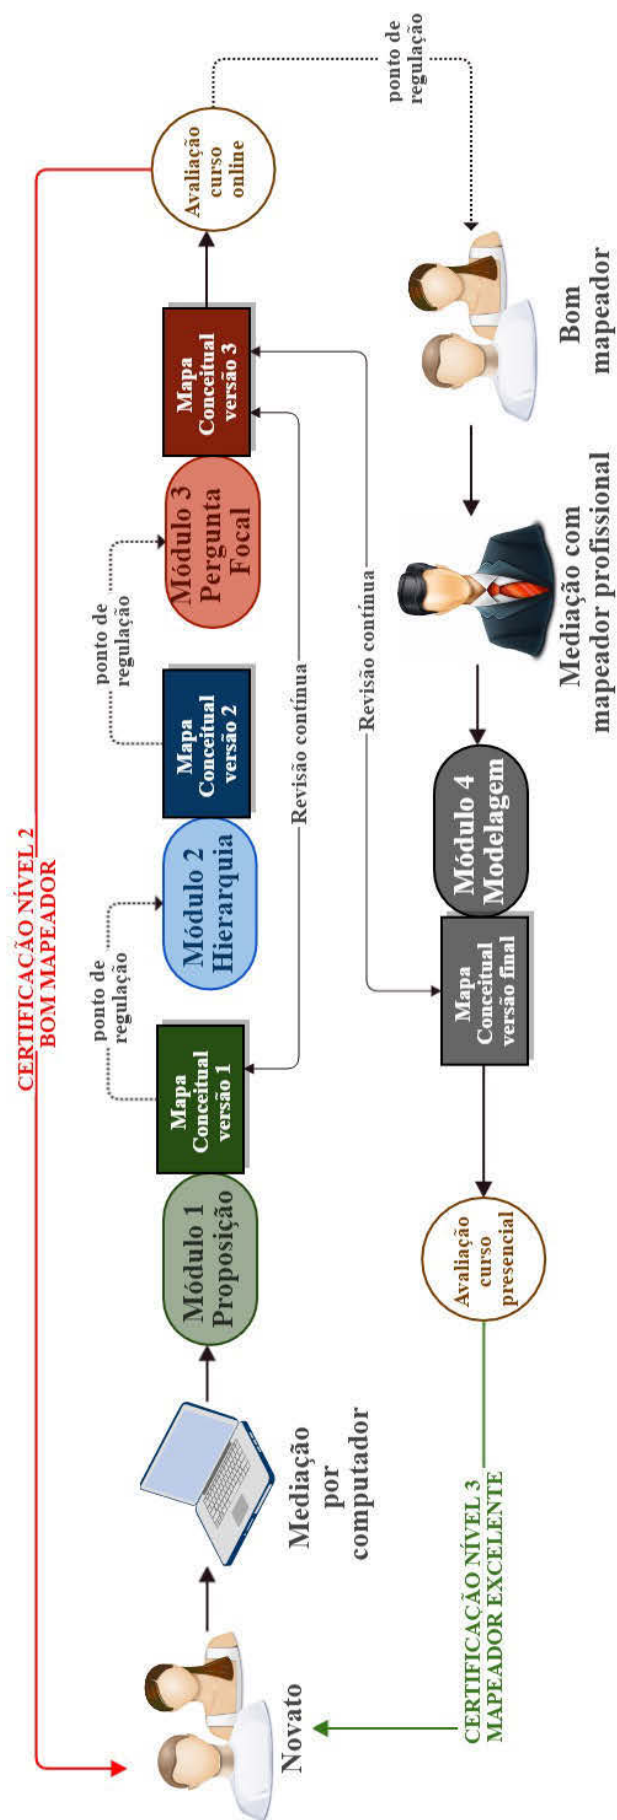 CERTIFICAÇÃO NÍVEL 2
BOM MAPEADOR
Novato
Mediação
por
computador
Módulo 1
Proposição
Mapa
Conceitual
versão 1
ponto de
regulação
Módulo 2
Hierarquia
Mapa
Conceitual
versão 2
ponto de
regulação
Módulo 3
Pergunta
Focal
Mapa
Conceitual
versão 3
Revisão contínua
Avaliação
curso
online
ponto de
regulação
Bom
mapeador
Mediação com
mapeador profissional
Revisão contínua
Módulo 4
Modelagem
Mapa
Conceitual
versão final
Avaliação
curso
presencial
CERTIFICAÇÃO NÍVEL 3
MAPEADOR EXCELENTE